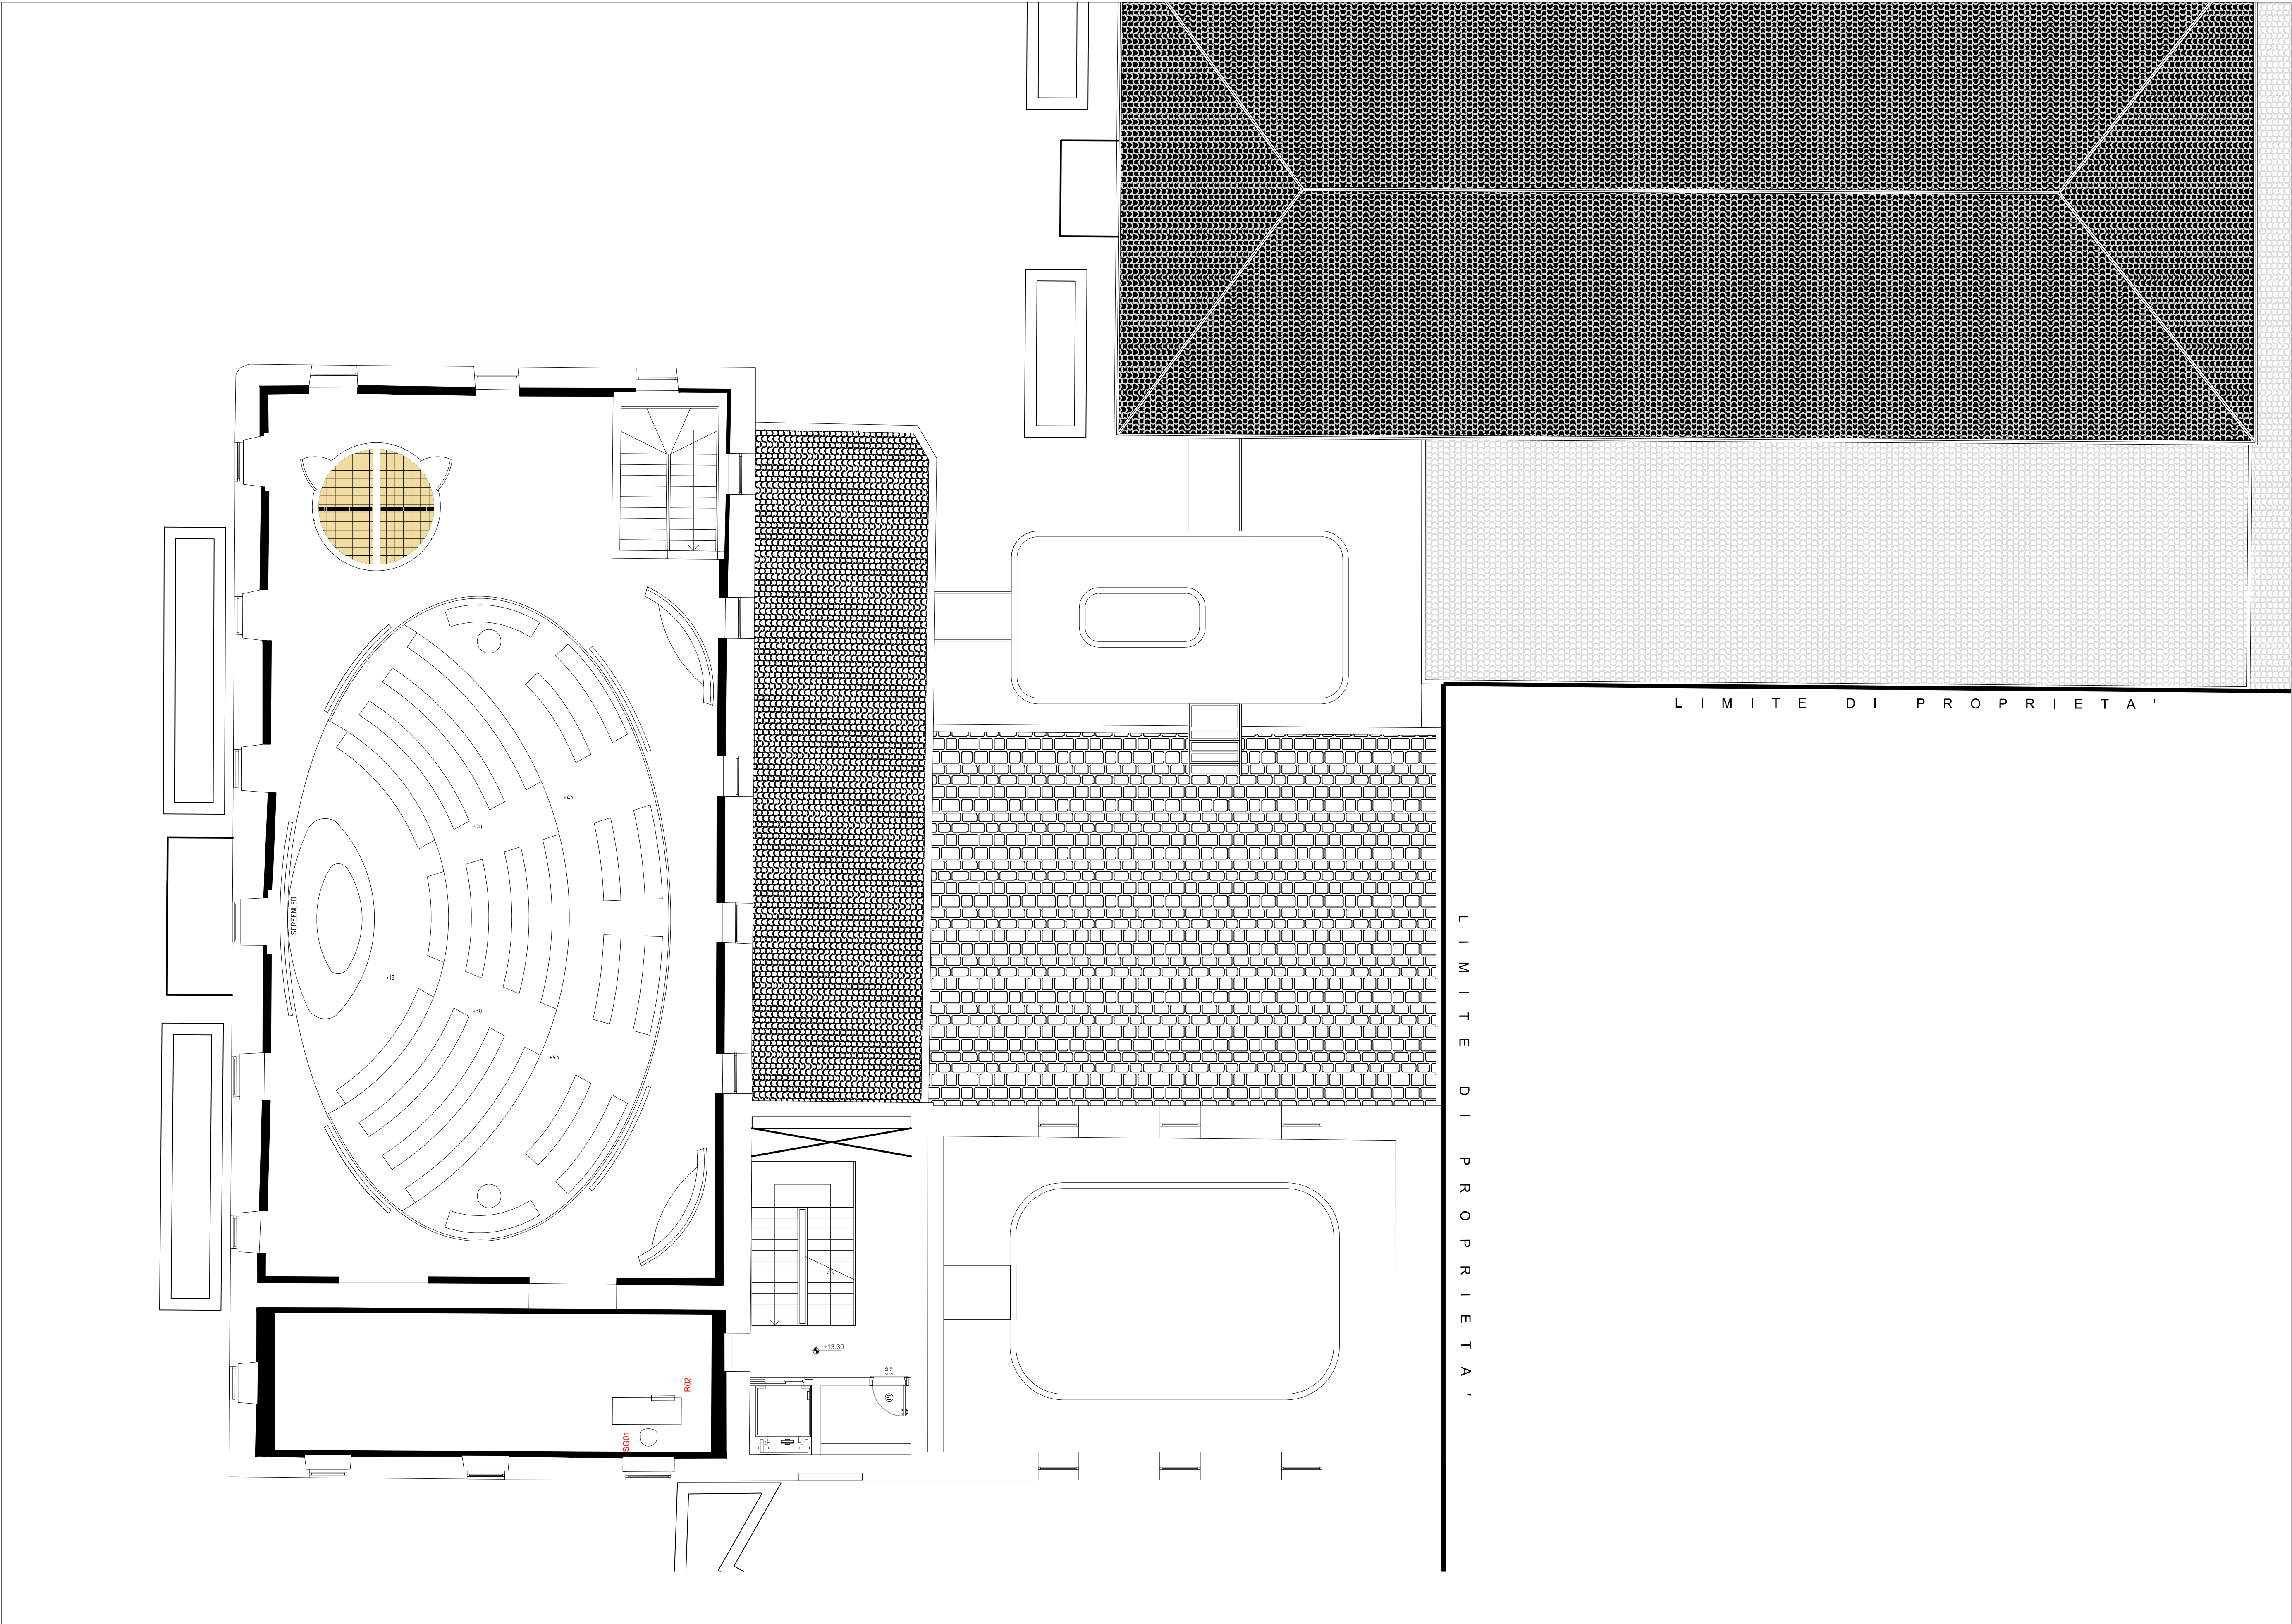 LIMITE DI PROPRIETA'
+45
+30
SCREENLED
+15
+30
+45
LIMITE DI PROPRIETA'
+13.39
R02
SG01